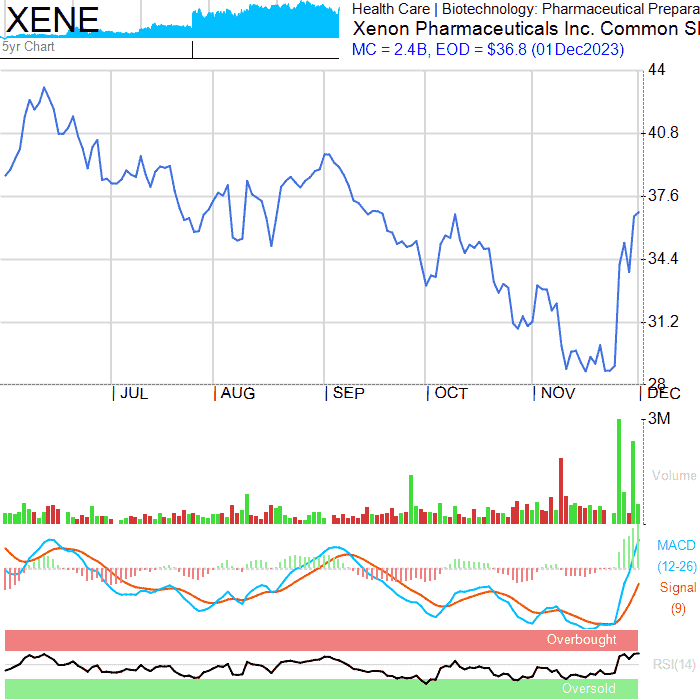 XENE
Health Care | Biotechnology: Pharmaceutical Prepara
Xenon Pharmaceuticals Inc. Common
MC = 2.4B, EOD = $36.8 (01Dec2023)
5yr Chart
44
40.8
37.6
34.4
31.2
28
JUL AUG SEP OCT NOV DEC
3M
Volume
MACD
(12-26)
Signal
(9)
Overbought
RSI(14)
Oversold